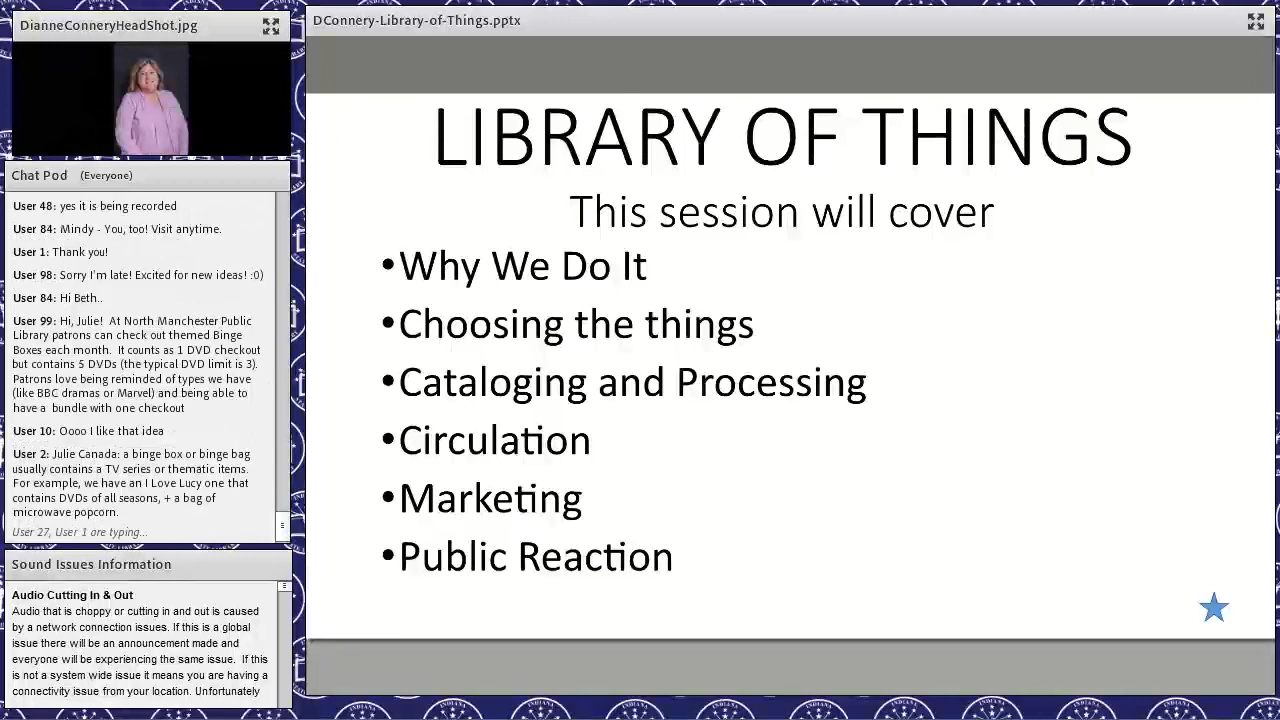 DianneConneryHeadShot.jpg
Chat Pod (Everyone)
User 48: yes it is being recorded
User 84: Mindy - You, too! Visit anytime.
User 1: Thank you!
User 98: Sorry I'm late! Excited for new ideas! :0)
User 84: Hi Beth..
User 99: Hi, Julie! At North Manchester Public
Library patrons can check out themed Binge
Boxes each month. It counts as 1 DVD checkout
but contains 5 DVDs (the typical DVD limit is 3).
Patrons love being reminded of types we have
(like BBC dramas or Marvel) and being able to
have a bundle with one checkout
User 10: Oooo I like that idea
User 2: Julie Canada: a binge box or binge bag
usually contains a TV series or thematic items.
For example, we have an I Love Lucy one that
contains DVDs of all seasons, + a bag of
microwave popcorn.
User 27, User 1 are typing...
Sound Issues Information
Audio Cutting In & Out
Audio that is choppy or cutting in and out is caused
by a network connection issues. If this is a global
issue there will be an announcement made and
everyone will be experiencing the same issue. If this
is not a system wide issue it means you are having a
connectivity issue from your location. Unfortunately
DConnery-Library-of-Things.pptx
LIBRARY OF THINGS
This session will cover
•Why We Do It
•Choosing the things
•Cataloging and Processing
•Circulation
•Marketing
•Public Reaction
INDIANA